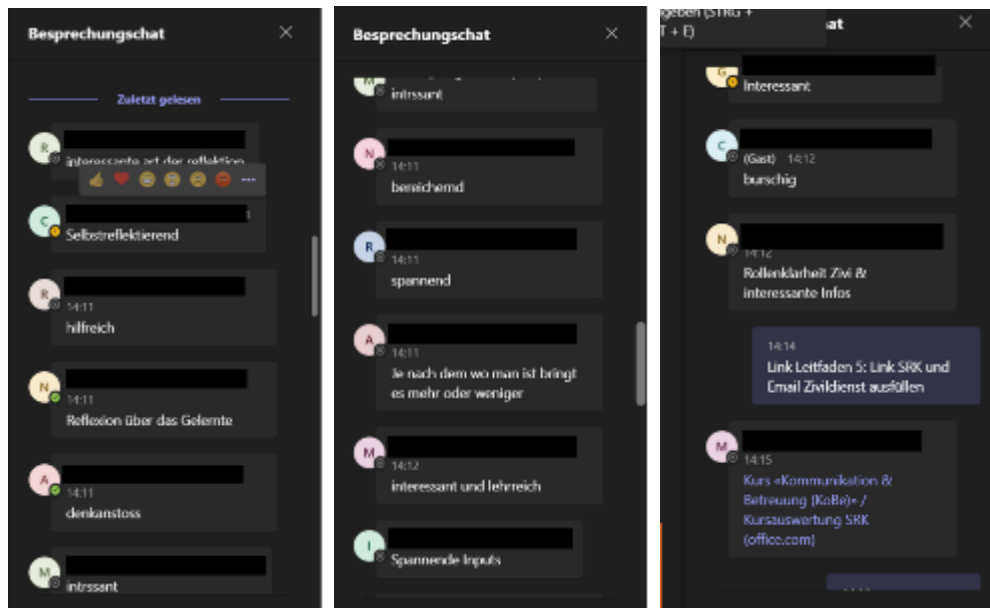 Besprechungschat
Zuletzt gelesen
R
interessante art der reflektion
C
Selbstreflektierend
R
14:11
hilfreich
N
14:11
Reflexion über das Gelernte
A
14:11
denkanstoss
M
intrssant
Besprechungschat
M
intrssant
N
14:11
bereichernd
R
14:11
spannend
A
14:11
Je nach dem wo man ist bringt
es mehr oder weniger
M
14:12
interessant und lehrreich
I
Spannende Inputs
(STRG +
T + E)
at
G
Interessant
C
(Gast) 14:12
burschig
N
14:12
Rollenklarheit Zivi &
interessante Infos
14:14
Link Leitfaden 5: Link SRK und
Email Zivildienst ausfüllen
M
14:15
Kurs «Kommunikation &
Betreuung (KoBe)» /
Kursauswertung SRK
(office.com)